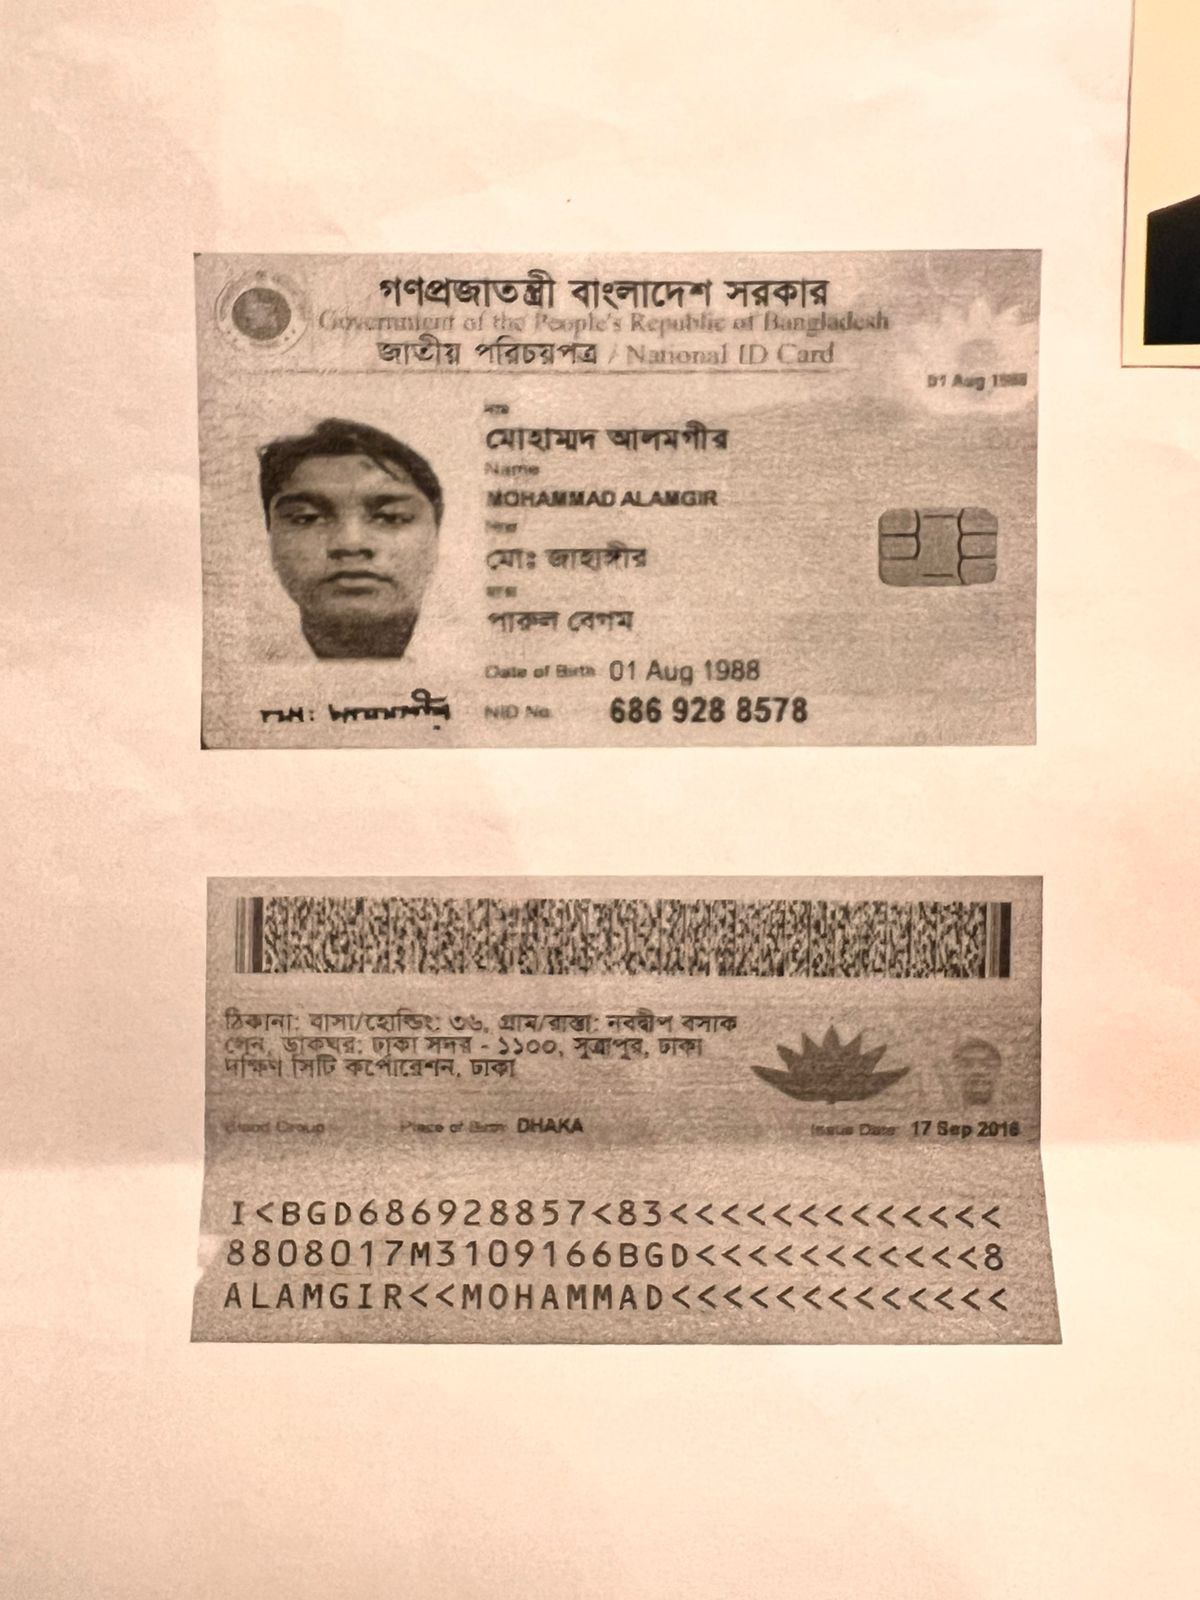 গণপ্রজাতন্ত্রী বাংলাদেশ সরকার
Government of the People's Republic of Bangladesh
জাতীয় পরিচয়পত্র / National ID Card
01 Aug 1988
নাম
মোহাম্মদ আলমগীর
Name
MOHAMMAD ALAMGIR
পিতা
মোঃ জাহাঙ্গীর
মাতা
পারুল বেগম
Date of Birth 01 Aug 1988
NID No. 686 928 8578
ঠিকানা: বাসা/হোল্ডিং: ৩৬, গ্রাম/রাস্তা: নবদ্বীপ বসাক
লেন, ডাকঘর: ঢাকা সদর - ১১০০, সুত্রাপুর, ঢাকা
দক্ষিণ সিটি কর্পোরেশন, ঢাকা
Blood Group Place of Birth: DHAKA Issue Date: 17 Sep 2016
I<BGD686928857<83<<<<<<<<<<<<<
8808017M3109166BGD<<<<<<<<<<<8
ALAMGIR<<MOHAMMAD<<<<<<<<<<<<<